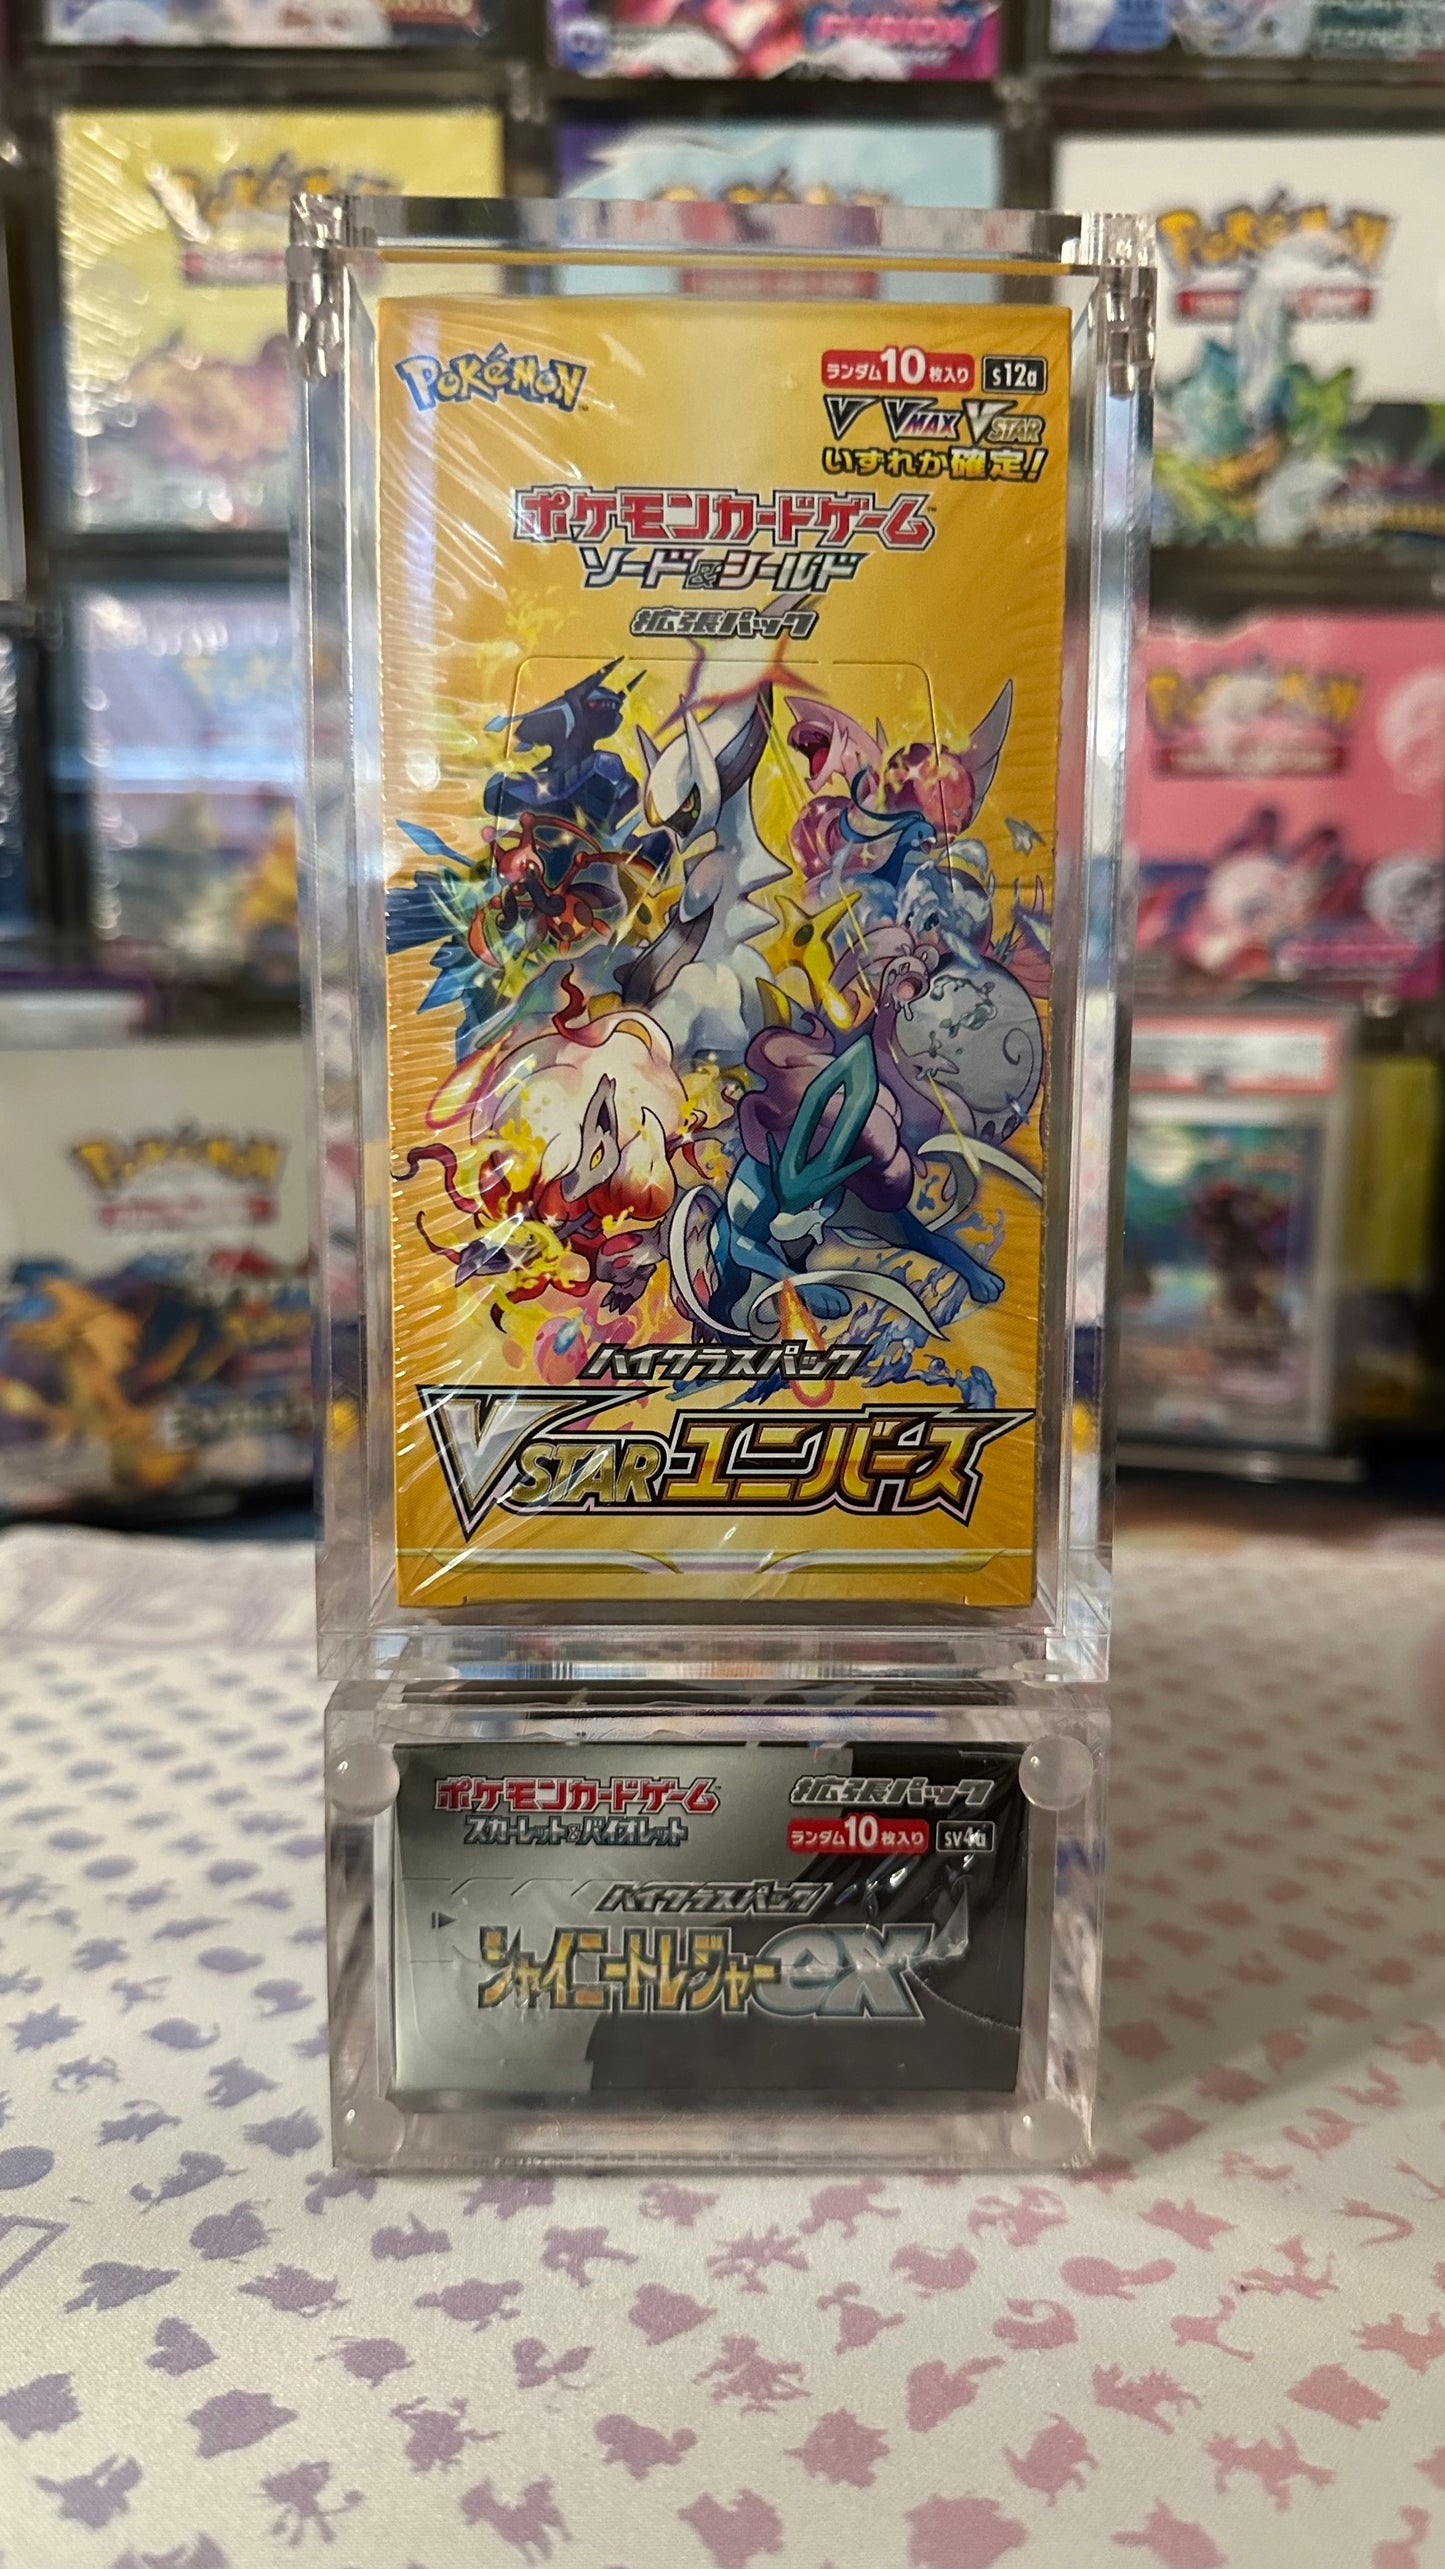 POKÉMON
ランダム10枚入り s12a
V VMAX VSTAR
いずれか確定!
ポケモンカードゲーム
ソード&シールド
拡張パック
ハイクラスパック
VSTARユニバース
ポケモンカードゲーム
スカーレット&バイオレット
拡張パック
ランダム10枚入り sv4a
ハイクラスパック
シャイニートレジャーex
POKÉMON
POKÉMON
POKÉMON
POKÉMON